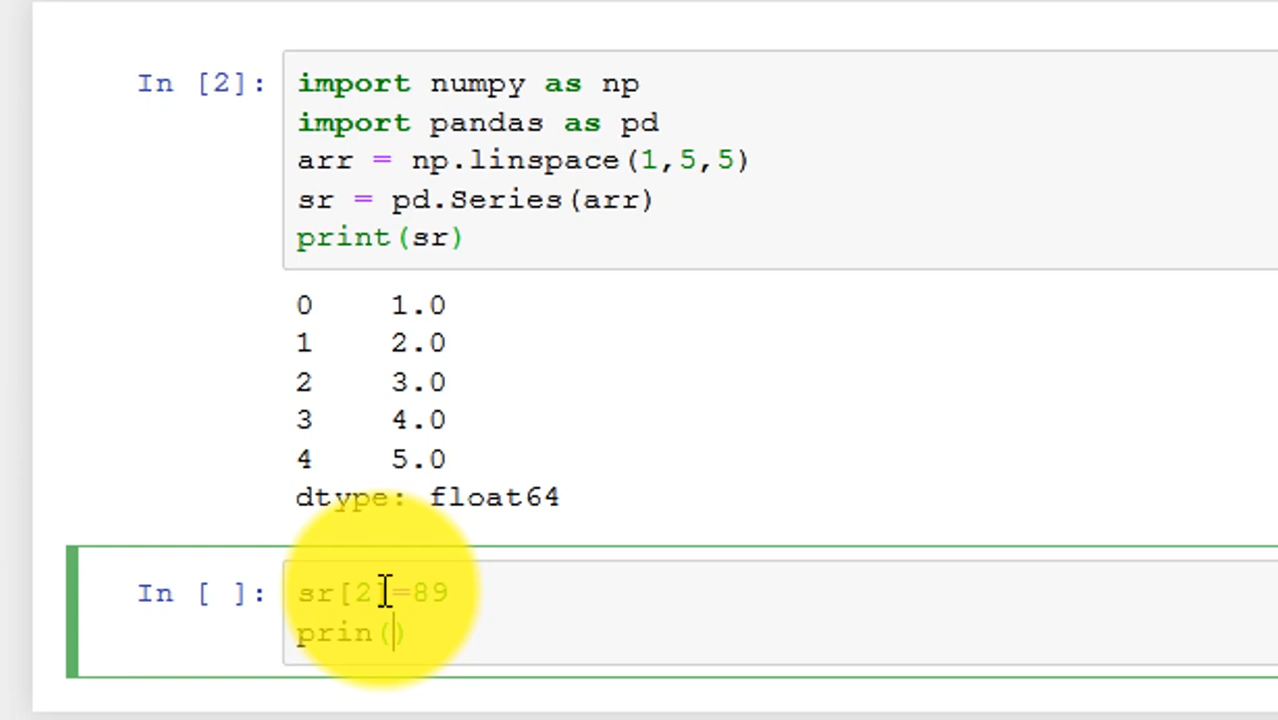 In [2]:
import numpy as np
import pandas as pd
arr = np.linspace(1,5,5)
sr = pd.Series(arr)
print(sr)
0 1.0
1 2.0
2 3.0
3 4.0
4 5.0
dtype: float64
In [ ]:
sr[2]=89
prin()